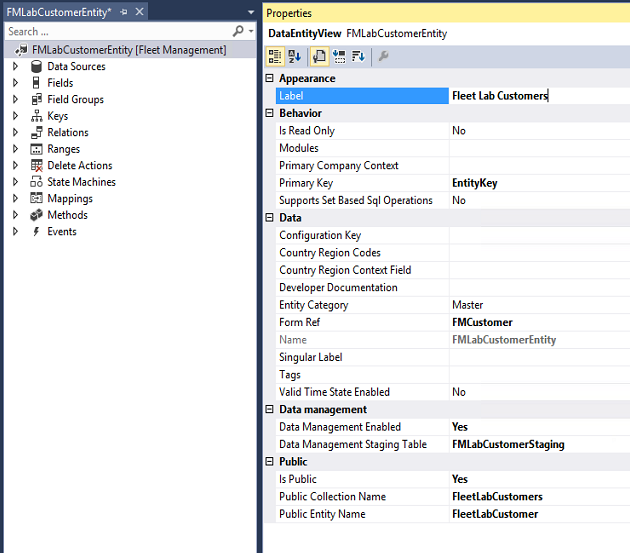 FMLabCustomerEntity*
Search ...
FMLabCustomerEntity [Fleet Management]
Data Sources
Fields
Field Groups
Keys
Relations
Ranges
Delete Actions
State Machines
Mappings
Methods
Events
Properties
DataEntityView FMLabCustomerEntity
Appearance
Label Fleet Lab Customers
Behavior
Is Read Only No
Modules
Primary Company Context
Primary Key EntityKey
Supports Set Based Sql Operations No
Data
Configuration Key
Country Region Codes
Country Region Context Field
Developer Documentation
Entity Category Master
Form Ref FMCustomer
Name FMLabCustomerEntity
Singular Label
Tags
Valid Time State Enabled No
Data management
Data Management Enabled Yes
Data Management Staging Table FMLabCustomerStaging
Public
Is Public Yes
Public Collection Name FleetLabCustomers
Public Entity Name FleetLabCustomer